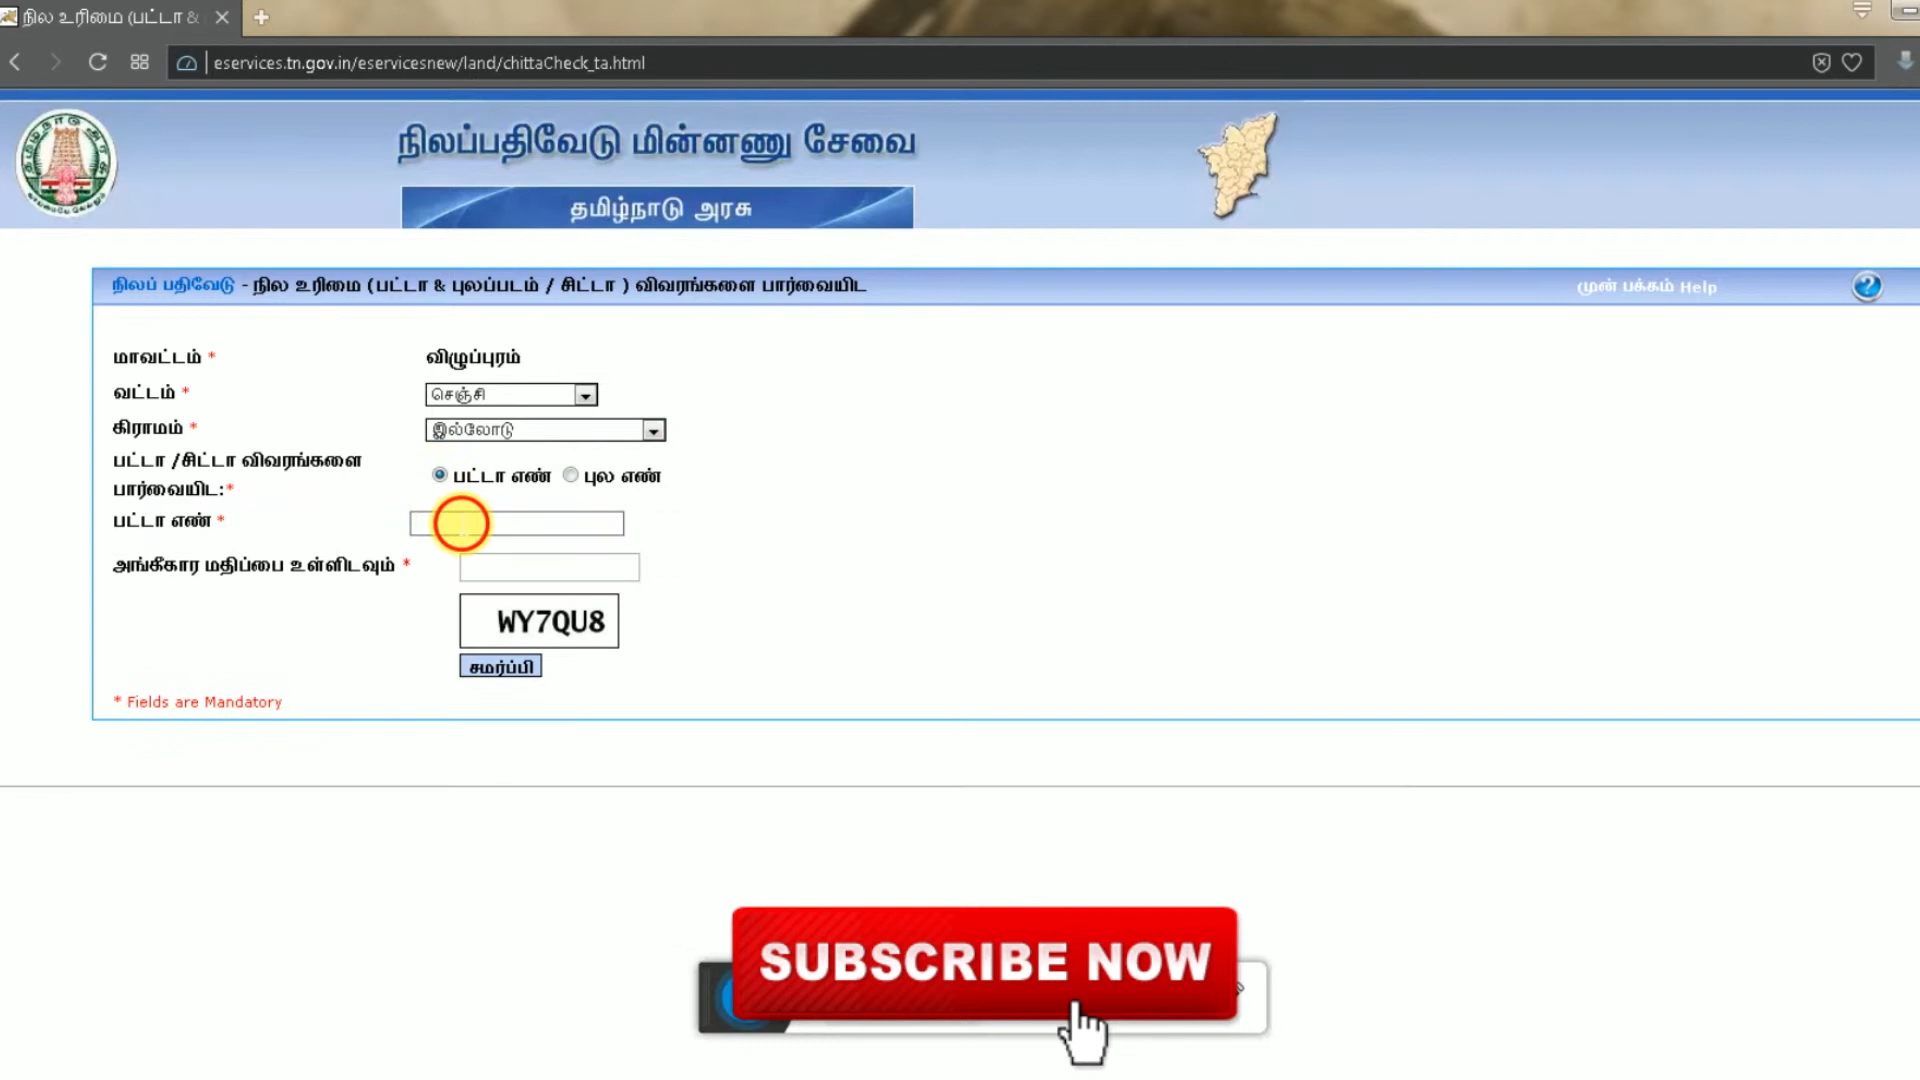 நில உரிமை (பட்டா &
eservices.tn.gov.in/eservicesnew/land/chittaCheck_ta.html
நிலப்பதிவேடு மின்னணு சேவை
தமிழ்நாடு அரசு
நிலப் பதிவேடு - நில உரிமை (பட்டா & புலப்படம் / சிட்டா ) விவரங்களை பார்வையிட
முன் பக்கம் Help
மாவட்டம் * விழுப்புரம்
வட்டம் * செஞ்சி
கிராமம் * இல்லோடு
பட்டா /சிட்டா விவரங்களை
பார்வையிட:* பட்டா எண் புல எண்
பட்டா எண் *
அங்கீகார மதிப்பை உள்ளிடவும் *
WY7QU8
சமர்ப்பி
* Fields are Mandatory
SUBSCRIBE NOW